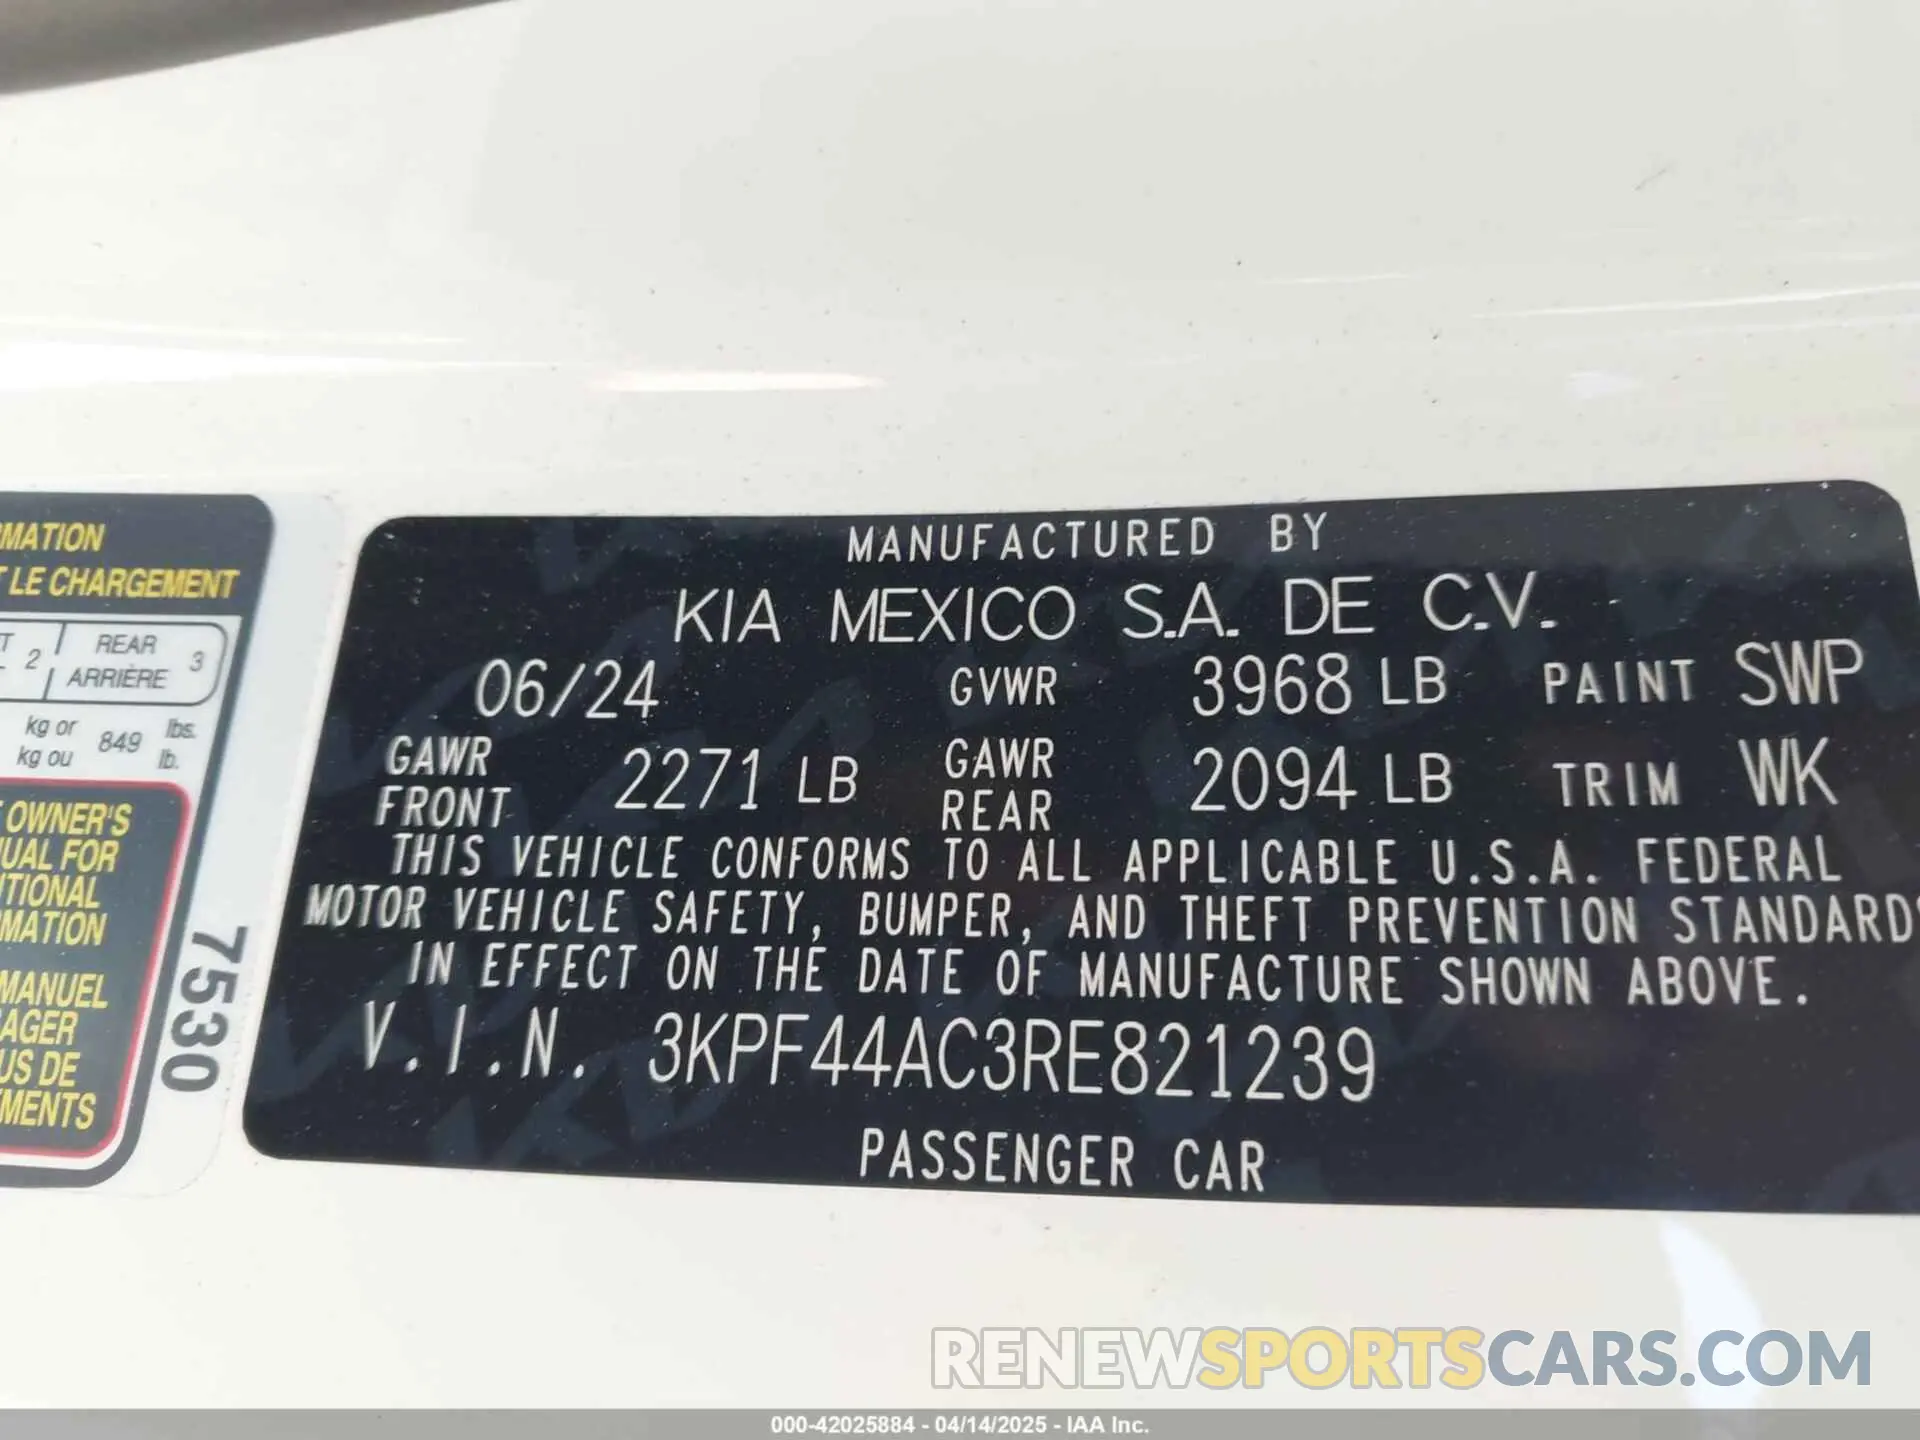 MATION
T LE CHARGEMENT
2 REAR 3
ARRIÈRE
kg or 849 lbs.
kg ou lb.
OWNER'S
UAL FOR
ITIONAL
MATION
MANUEL
AGER
US DE
MENTS
7530
MANUFACTURED BY
KIA MEXICO S.A. DE C.V.
06/24 GVWR 3968 LB PAINT SWP
GAWR FRONT 2271 LB GAWR REAR 2094 LB TRIM WK
THIS VEHICLE CONFORMS TO ALL APPLICABLE U.S.A. FEDERAL
MOTOR VEHICLE SAFETY, BUMPER, AND THEFT PREVENTION STANDARDS
IN EFFECT ON THE DATE OF MANUFACTURE SHOWN ABOVE.
V.I.N. 3KPF44AC3RE821239
PASSENGER CAR
RENEWSPORTSCARS.COM
000-42025884 - 04/14/2025 - IAA Inc.